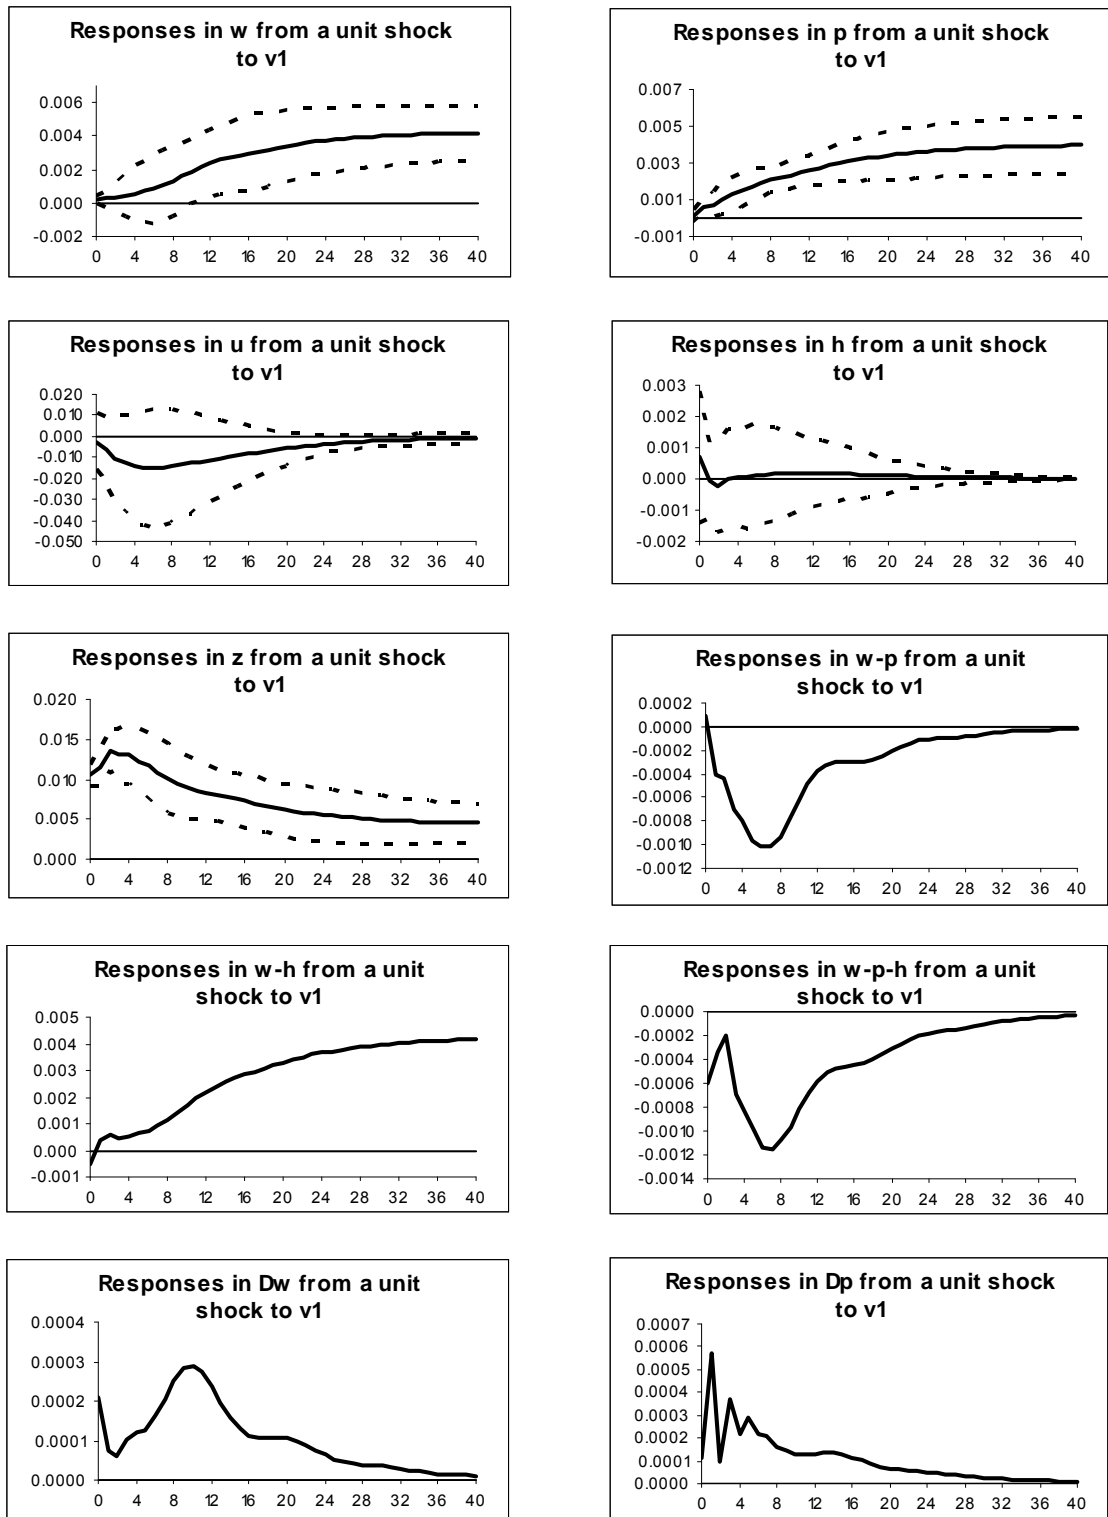 Responses in w from a unit shock
to v1
0.006
0.004
0.002
0.000
-0.002
0 4 8 12 16 20 24 28 32 36 40
Responses in p from a unit shock
to v1
0.007
0.005
0.003
0.001
-0.001
0 4 8 12 16 20 24 28 32 36 40
Responses in u from a unit shock
to v1
0.020
0.010
0.000
-0.010
-0.020
-0.030
-0.040
-0.050
0 4 8 12 16 20 24 28 32 36 40
Responses in h from a unit shock
to v1
0.003
0.002
0.001
0.000
-0.001
-0.002
0 4 8 12 16 20 24 28 32 36 40
Responses in z from a unit shock
to v1
0.020
0.015
0.010
0.005
0.000
0 4 8 12 16 20 24 28 32 36 40
Responses in w-p from a unit
shock to v1
0.0002
0.0000
-0.0002
-0.0004
-0.0006
-0.0008
-0.0010
-0.0012
0 4 8 12 16 20 24 28 32 36 40
Responses in w-h from a unit
shock to v1
0.005
0.004
0.003
0.002
0.001
0.000
-0.001
0 4 8 12 16 20 24 28 32 36 40
Responses in w-p-h from a unit
shock to v1
0.0000
-0.0002
-0.0004
-0.0006
-0.0008
-0.0010
-0.0012
-0.0014
0 4 8 12 16 20 24 28 32 36 40
Responses in Dw from a unit
shock to v1
0.0004
0.0003
0.0002
0.0001
0.0000
0 4 8 12 16 20 24 28 32 36 40
Responses in Dp from a unit shock
to v1
0.0007
0.0006
0.0005
0.0004
0.0003
0.0002
0.0001
0.0000
0 4 8 12 16 20 24 28 32 36 40